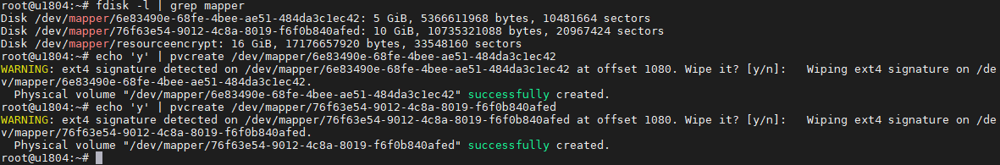 root@u1804:~# fdisk -l | grep mapper
Disk /dev/mapper/6e83490e-68fe-4bee-ae51-484da3c1ec42: 5 GiB, 5366611968 bytes, 10481664 sectors
Disk /dev/mapper/76f63e54-9012-4c8a-8019-f6f0b840afed: 10 GiB, 10735321088 bytes, 20967424 sectors
Disk /dev/mapper/resourceencrypt: 16 GiB, 17176657920 bytes, 33548160 sectors
root@u1804:~# echo 'y' | pvcreate /dev/mapper/6e83490e-68fe-4bee-ae51-484da3c1ec42
WARNING: ext4 signature detected on /dev/mapper/6e83490e-68fe-4bee-ae51-484da3c1ec42 at offset 1080. Wipe it? [y/n]:   Wiping ext4 signature on /de
v/mapper/6e83490e-68fe-4bee-ae51-484da3c1ec42.
  Physical volume "/dev/mapper/6e83490e-68fe-4bee-ae51-484da3c1ec42" successfully created.
root@u1804:~# echo 'y' | pvcreate /dev/mapper/76f63e54-9012-4c8a-8019-f6f0b840afed
WARNING: ext4 signature detected on /dev/mapper/76f63e54-9012-4c8a-8019-f6f0b840afed at offset 1080. Wipe it? [y/n]:   Wiping ext4 signature on /de
v/mapper/76f63e54-9012-4c8a-8019-f6f0b840afed.
  Physical volume "/dev/mapper/76f63e54-9012-4c8a-8019-f6f0b840afed" successfully created.
root@u1804:~#